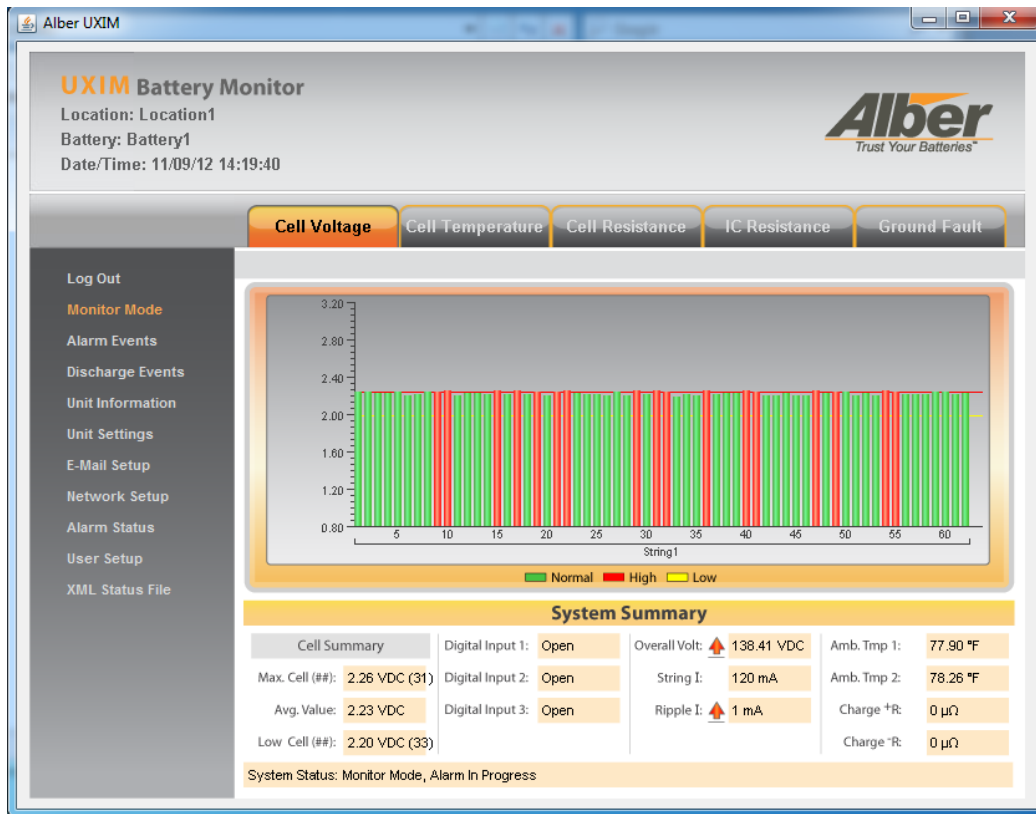 Alber UXIM
UXIM Battery Monitor
Location: Location1
Battery: Battery1
Date/Time: 11/09/12 14:19:40
Alber
Trust Your Batteries™
Cell Voltage Cell Temperature Cell Resistance IC Resistance Ground Fault
Log Out
Monitor Mode
Alarm Events
Discharge Events
Unit Information
Unit Settings
E-Mail Setup
Network Setup
Alarm Status
User Setup
XML Status File
3.20
2.80
2.40
2.00
1.60
1.20
0.80
5 10 15 20 25 30 35 40 45 50 55 60
String1
Normal High Low
System Summary
Cell Summary Digital Input 1: Open Overall Volt: 138.41 VDC Amb. Tmp 1: 77.90 °F
Max. Cell (##): 2.26 VDC (31) Digital Input 2: Open String I: 120 mA Amb. Tmp 2: 78.26 °F
Avg. Value: 2.23 VDC Digital Input 3: Open Ripple I: 1 mA Charge +R: 0 µΩ
Low Cell (##): 2.20 VDC (33) Charge -R: 0 µΩ
System Status: Monitor Mode, Alarm In Progress